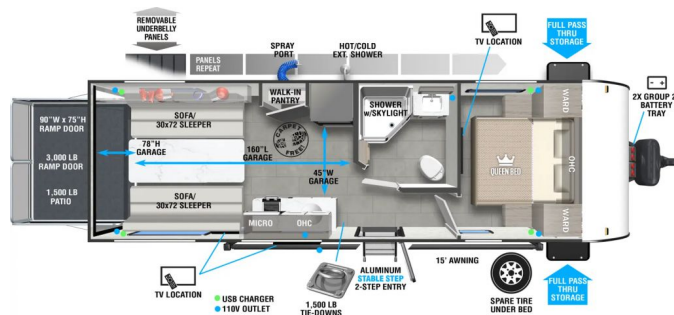 REMOVABLE
UNDERBELLY
PANELS
PANELS
REPEAT
SPRAY
PORT
HOT/COLD
EXT. SHOWER
TV LOCATION
FULL PASS
THRU
STORAGE
WALK-IN
PANTRY
SHOWER
w/SKYLIGHT
WARD
2X GROUP 2
BATTERY
TRAY
90"W x 75"H
RAMP DOOR
3,000 LB
RAMP DOOR
1,500 LB
PATIO
SOFA/
30x72 SLEEPER
78"H
GARAGE
160"L
GARAGE
CARPET
FREE!
45"W
GARAGE
QUEEN BED
OHC
SOFA/
30x72 SLEEPER
MICRO
OHC
WARD
TV LOCATION
USB CHARGER
110V OUTLET
1,500 LB
TIE-DOWNS
ALUMINUM
STABLE STEP
2-STEP ENTRY
15' AWNING
SPARE TIRE
UNDER BED
FULL PASS
THRU
STORAGE